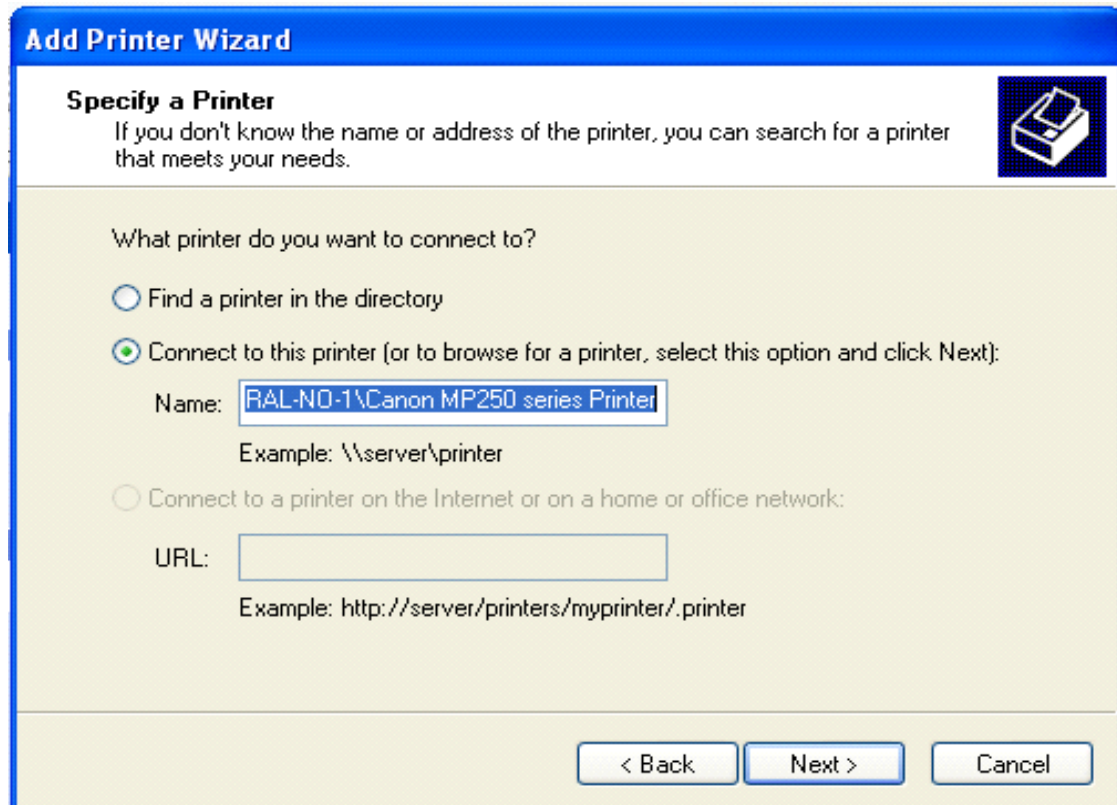 Add Printer Wizard
Specify a Printer
If you don't know the name or address of the printer, you can search for a printer
that meets your needs.
What printer do you want to connect to?
Find a printer in the directory
Connect to this printer (or to browse for a printer, select this option and click Next):
Name: RAL-NO-1\Canon MP250 series Printer
Example: \\server\printer
Connect to a printer on the Internet or on a home or office network:
URL:
Example: http://server/printers/myprinter/.printer
< Back Next > Cancel